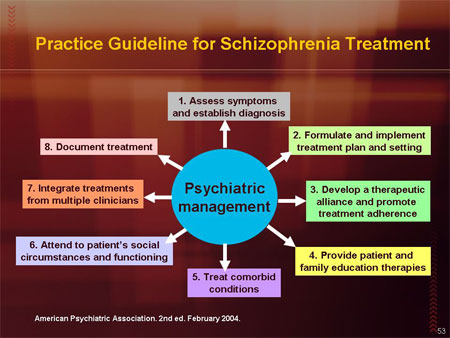 Practice Guideline for Schizophrenia Treatment
1. Assess symptoms
and establish diagnosis
2. Formulate and implement
treatment plan and setting
3. Develop a therapeutic
alliance and promote
treatment adherence
4. Provide patient and
family education therapies
5. Treat comorbid
conditions
6. Attend to patient's social
circumstances and functioning
7. Integrate treatments
from multiple clinicians
8. Document treatment
Psychiatric
management
American Psychiatric Association. 2nd ed. February 2004.
53